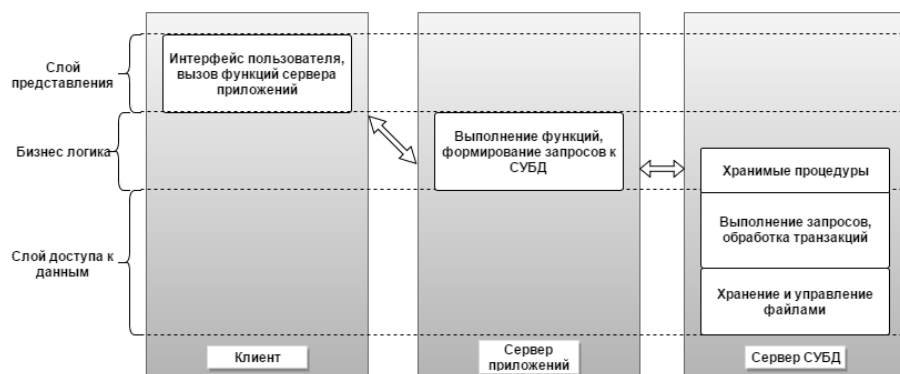 Слой
представления
Интерфейс пользователя,
вызов функций сервера
приложений
Бизнес логика
Выполнение функций,
формирование запросов к
СУБД
Хранимые процедуры
Слой доступа к
данным
Выполнение запросов,
обработка транзакций
Хранение и управление
файлами
Клиент
Сервер
приложений
Сервер СУБД